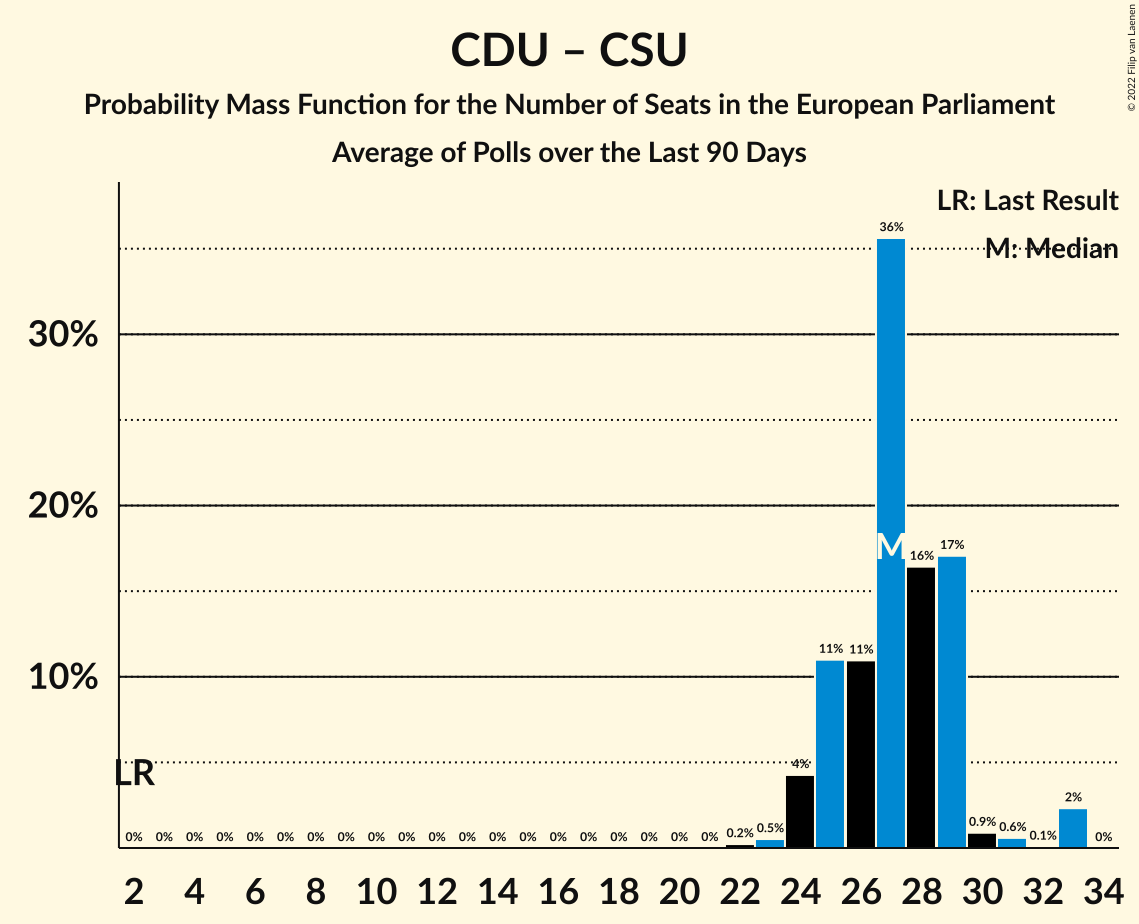 CDU – CSU
Probability Mass Function for the Number of Seats in the European Parliament
Average of Polls over the Last 90 Days
© 2022 Filip van Laenen
LR: Last Result
M: Median
36%
30%
20%
M
16%
17%
11%
11%
10%
LR
4%
2%
0% 0% 0% 0% 0% 0% 0% 0% 0% 0% 0% 0% 0% 0% 0% 0% 0% 0% 0% 0% 0.2% 0.5% 0.9% 0.6% 0.1% 0%
2 4 6 8 10 12 14 16 18 20 22 24 26 28 30 32 34